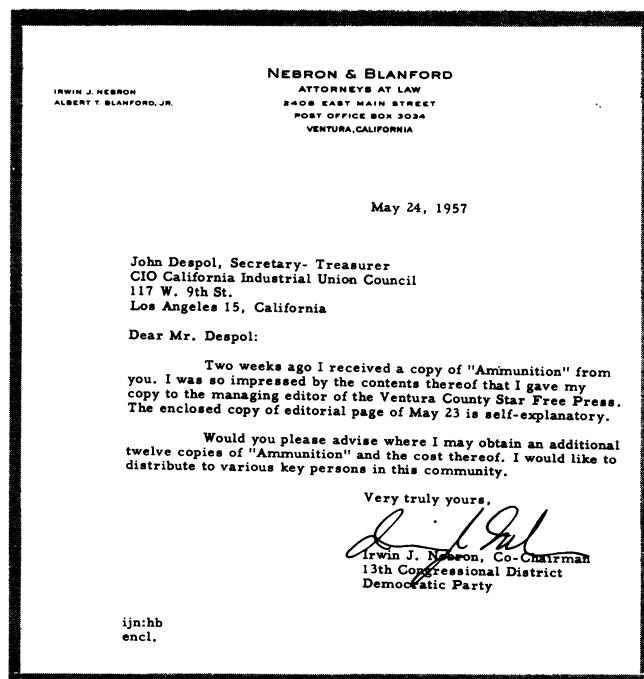 NEBRON & BLANFORD
ATTORNEYS AT LAW
2408 EAST MAIN STREET
POST OFFICE BOX 3034
VENTURA, CALIFORNIA
IRWIN J. NEBRON
ALBERT T. BLANFORD, JR.
May 24, 1957
John Despol, Secretary- Treasurer
CIO California Industrial Union Council
117 W. 9th St.
Los Angeles 15, California
Dear Mr. Despol:
Two weeks ago I received a copy of "Ammunition" from
you. I was so impressed by the contents thereof that I gave my
copy to the managing editor of the Ventura County Star Free Press.
The enclosed copy of editorial page of May 23 is self-explanatory.
Would you please advise where I may obtain an additional
twelve copies of "Ammunition" and the cost thereof. I would like to
distribute to various key persons in this community.
Very truly yours,
Irwin J. Nebron, Co-Chairman
13th Congressional District
Democratic Party
ijn:hb
encl.